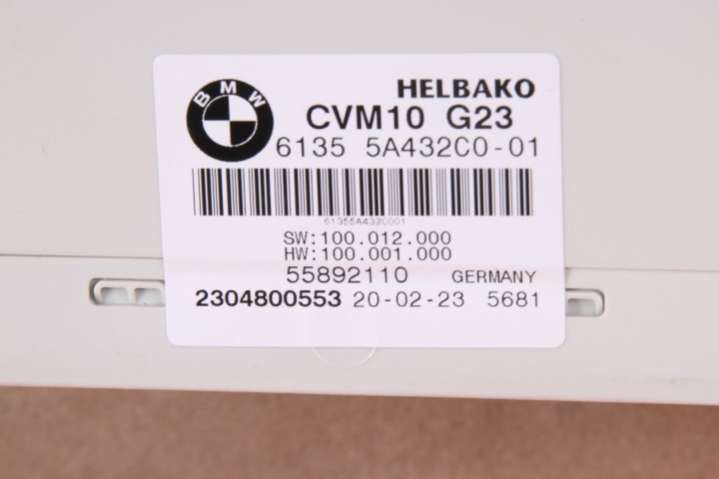 BMW
HELBAKO
CVM10 G23
6135 5A432C0-01
61355A432C001
SW:100.012.000
HW:100.001.000
55892110 GERMANY
2304800553 20-02-23 5681